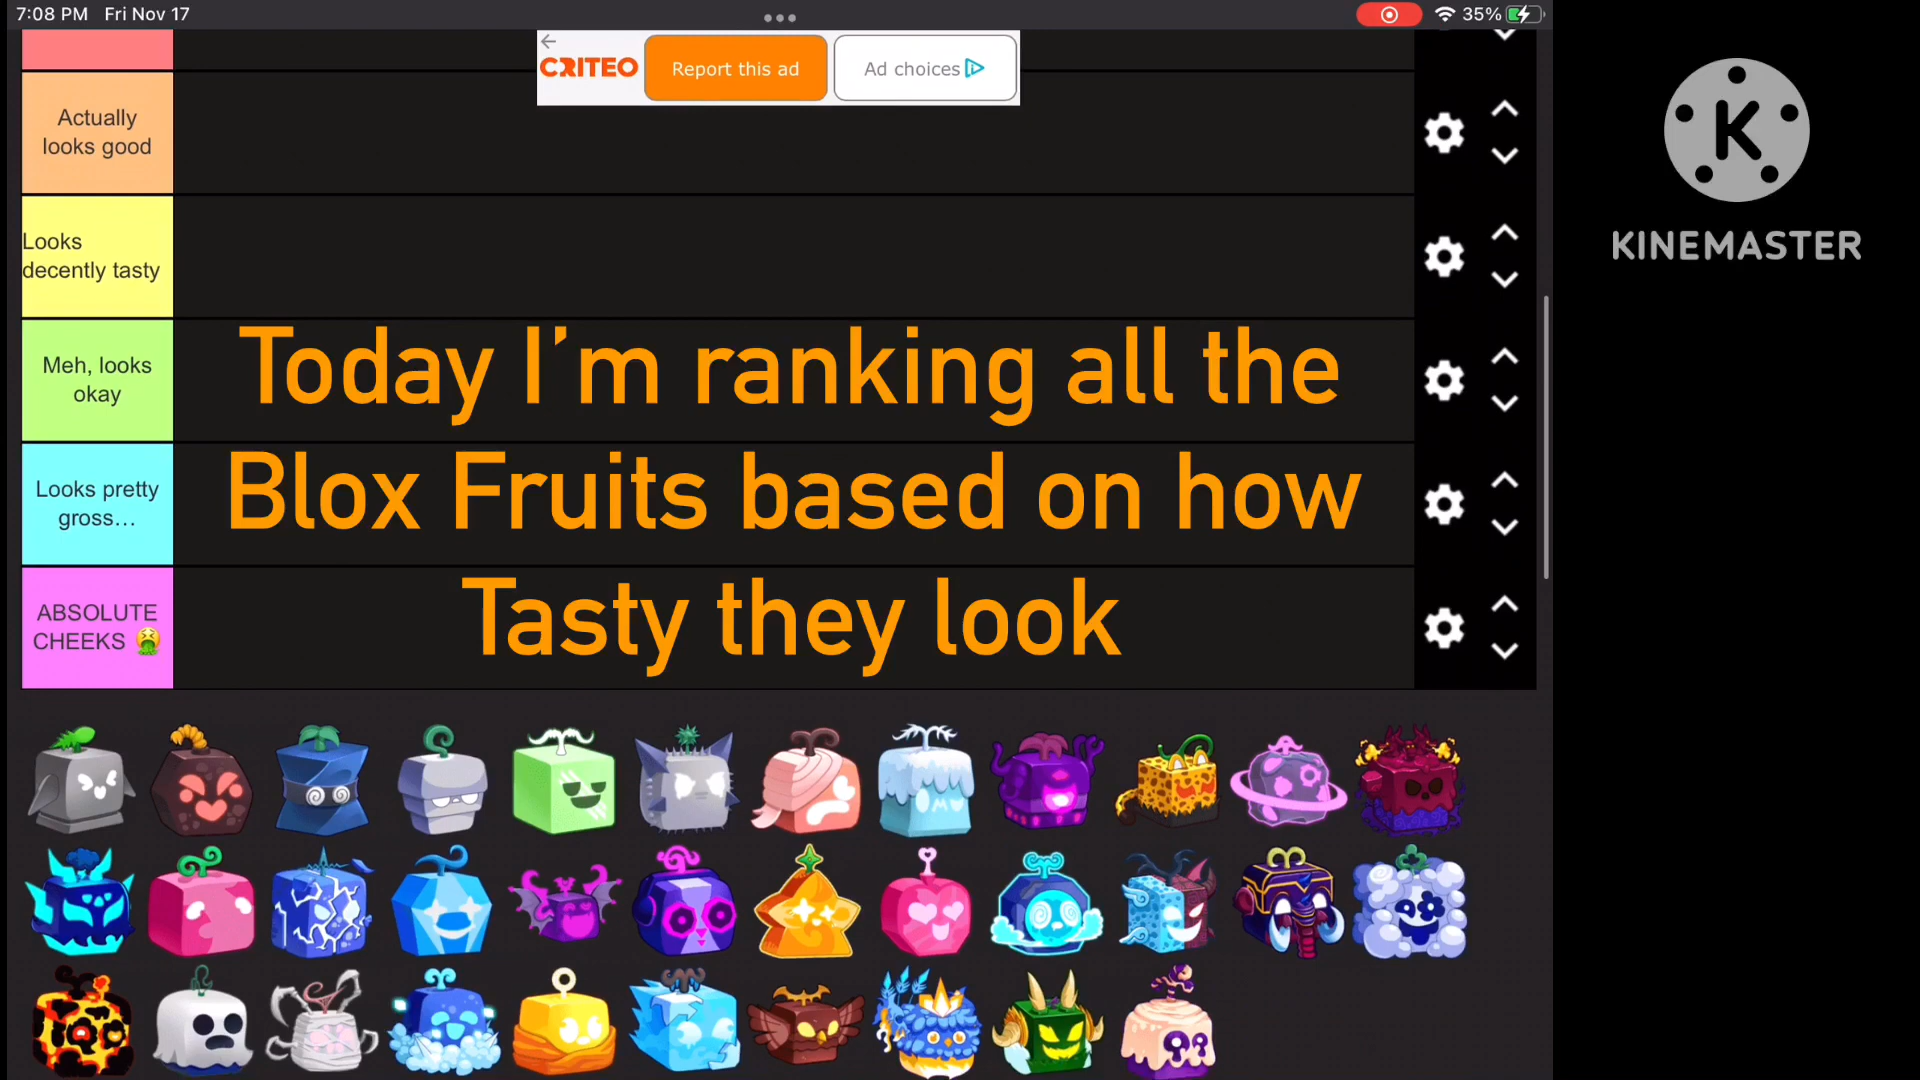 7:08 PM Fri Nov 17
35%
CRITEO
Report this ad
Ad choices
Actually
looks good
Looks
decently tasty
Meh, looks
okay
Looks pretty
gross...
ABSOLUTE
CHEEKS 🤮
Today I’m ranking all the
Blox Fruits based on how
Tasty they look
K
KINEMASTER